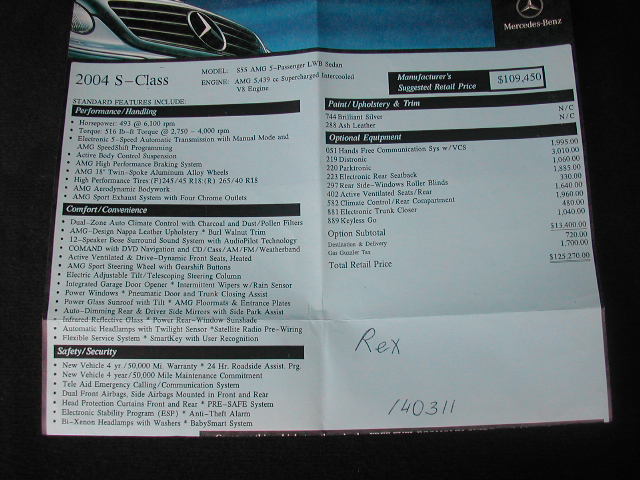 Mercedes-Benz
2004 S-Class
MODEL: S55 AMG 5-Passenger LWB Sedan
ENGINE: AMG 5,439 cc Supercharged Intercooled
V8 Engine
Manufacturer's
Suggested Retail Price
$109,450
STANDARD FEATURES INCLUDE:
Performance/Handling
• Horsepower: 493 @ 6,100 rpm
• Torque: 516 lb-ft Torque @ 2,750 - 4,000 rpm
• Electronic 5-Speed Automatic Transmission with Manual Mode and
AMG SpeedShift Programming
• Active Body Control Suspension
• AMG High Performance Braking System
• AMG 18" Twin-Spoke Aluminum Alloy Wheels
• High Performance Tires:(F)245/45 R18:(R) 265/40 R18
• AMG Aerodynamic Bodywork
• AMG Sport Exhaust System with Four Chrome Outlets
Comfort/Convenience
• Dual-Zone Auto Climate Control with Charcoal and Dust/Pollen Filters
• AMG-Design Nappa Leather Upholstery * Burl Walnut Trim
• 12-Speaker Bose Surround Sound System with AudioPilot Technology
• COMAND with DVD Navigation and CD/Cass/AM/FM/Weatherband
• Active Ventilated & Drive-Dynamic Front Seats, Heated
• AMG Sport Steering Wheel with Gearshift Buttons
• Electric Adjustable Tilt/Telescoping Steering Column
• Integrated Garage Door Opener * Intermittent Wipers w/Rain Sensor
• Power Windows * Pneumatic Door and Trunk Closing Assist
• Power Glass Sunroof with Tilt * AMG Floormats & Entrance Plates
• Auto-Dimming Rear & Driver Side Mirrors with Side Park Assist
• Infrared Reflective Glass * Power Rear-Window Sunshade
• Automatic Headlamps with Twilight Sensor *Satellite Radio Pre-Wiring
• Flexible Service System * SmartKey with User Recognition
Safety/Security
• New Vehicle 4 yr./50,000 Mi. Warranty * 24 Hr. Roadside Assist. Prg.
• New Vehicle 4 year/50,000 Mile Maintenance Commitment
• Tele Aid Emergency Calling/Communication System
• Dual Front Airbags, Side Airbags Mounted in Front and Rear
• Head Protection Curtains Front and Rear * PRE-SAFE System
• Electronic Stability Program (ESP) * Anti-Theft Alarm
• Bi-Xenon Headlamps with Washers * BabySmart System
Paint/Upholstery & Trim
744 Brilliant Silver N/C
288 Ash Leather N/C
Optional Equipment
051 Hands Free Communication Sys w/VCS 1,995.00
219 Distronic 3,010.00
220 Parktronic 1,060.00
223 Electronic Rear Seatback 1,885.00
297 Rear Side-Windows Roller Blinds 330.00
402 Active Ventilated Seats/Rear 1,640.00
582 Climate Control/Rear Compartment 1,960.00
881 Electronic Trunk Closer 480.00
889 Keyless Go 1,040.00
Option Subtotal $13,400.00
Destination & Delivery 720.00
Gas Guzzler Tax 1,700.00
Total Retail Price $125,270.00
Rex
140311